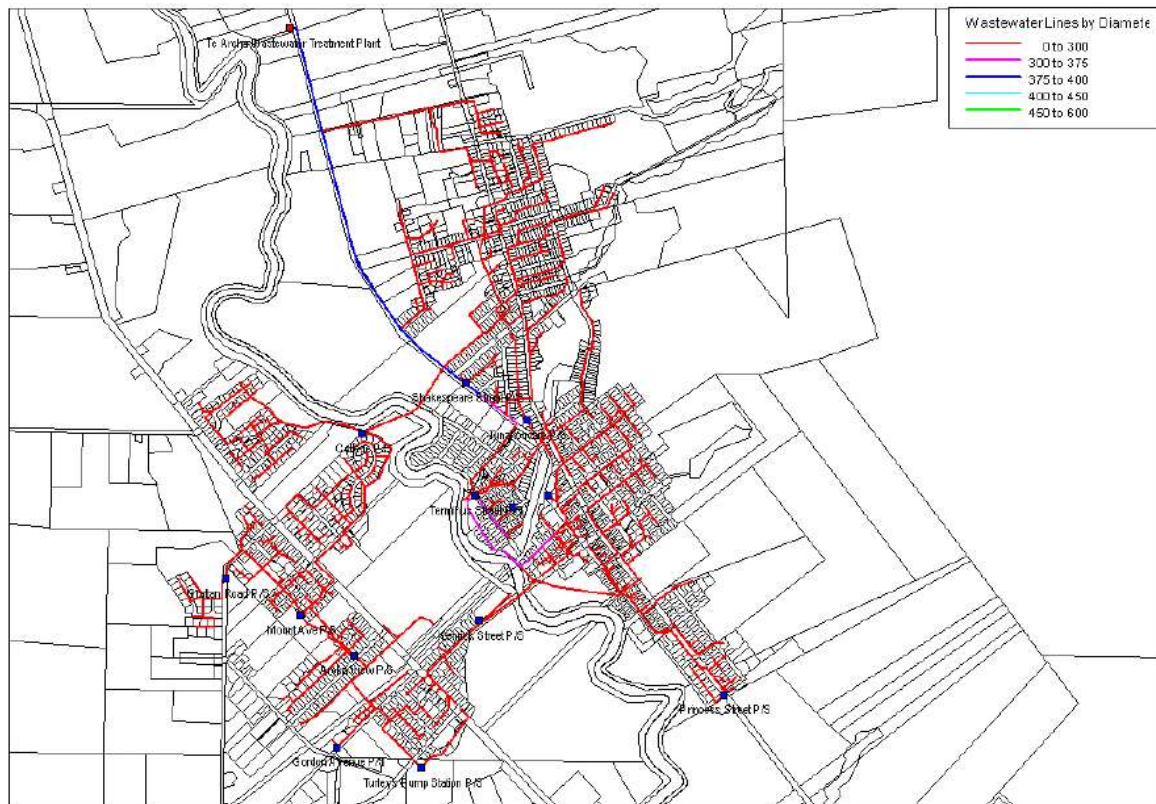 Wastewater Lines by Diamete
0 to 300
300 to 375
375 to 400
400 to 450
450 to 600
Te Aroha Wastewater Treatment Plant
Shakespeare Street
P/S
Terminus Street
Stirling Road P/S
Mount Ave P/S
Street P/S
P/S
Princess Street P/S
Gordon Avenue P/S
Turley's Pump Station P/S